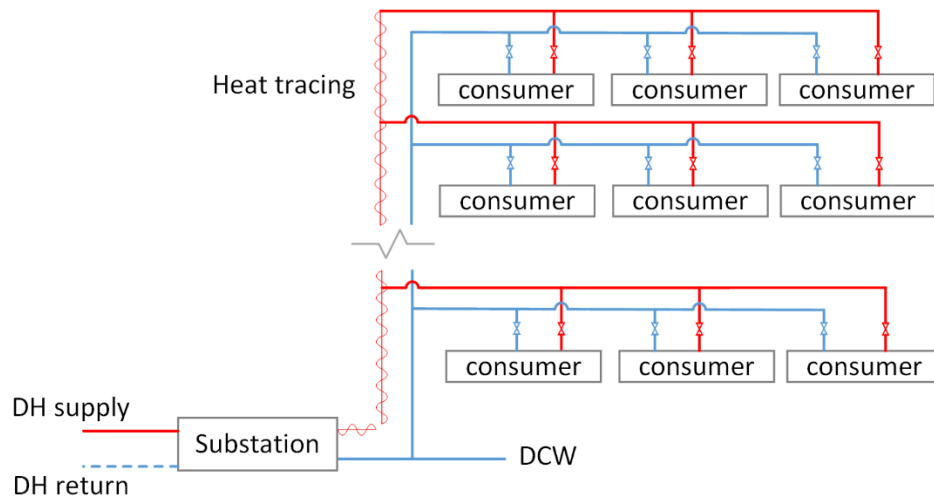 Heat tracing
consumer
consumer
consumer
consumer
consumer
consumer
consumer
consumer
consumer
DH supply
Substation
DCW
DH return